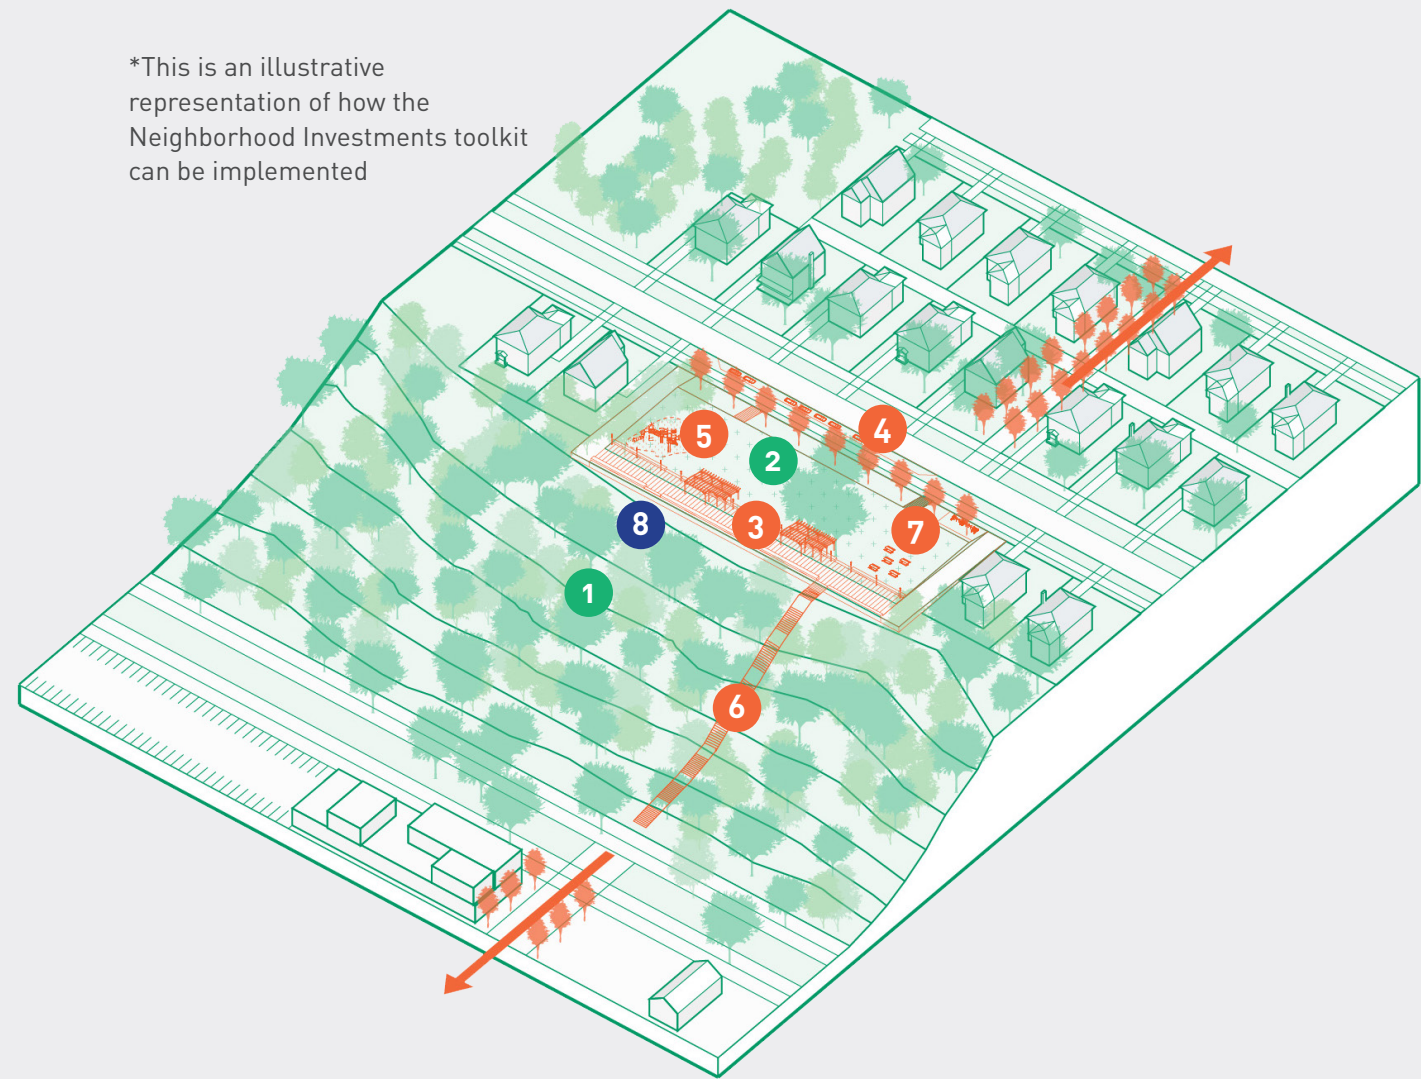 *This is an illustrative
representation of how the
Neighborhood Investments toolkit
can be implemented
4
5
2
7
3
8
1
6